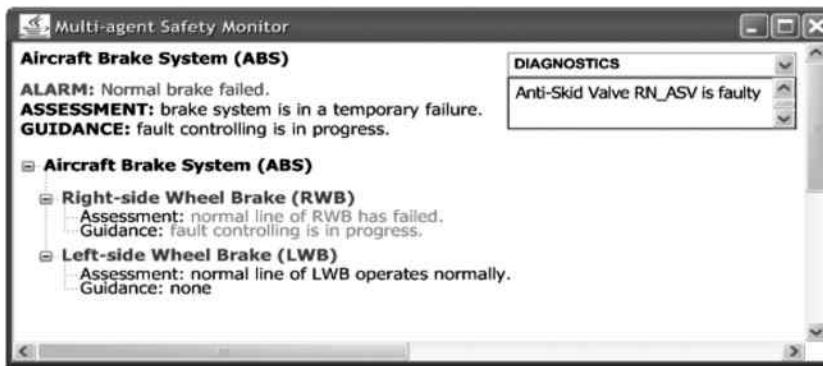 Multi-agent Safety Monitor
Aircraft Brake System (ABS)
ALARM: Normal brake failed.
ASSESSMENT: brake system is in a temporary failure.
GUIDANCE: fault controlling is in progress.
DIAGNOSTICS
Anti-Skid Valve RN_ASV is faulty
Aircraft Brake System (ABS)
Right-side Wheel Brake (RWB)
Assessment: normal line of RWB has failed.
Guidance: fault controlling is in progress.
Left-side Wheel Brake (LWB)
Assessment: normal line of LWB operates normally.
Guidance: none